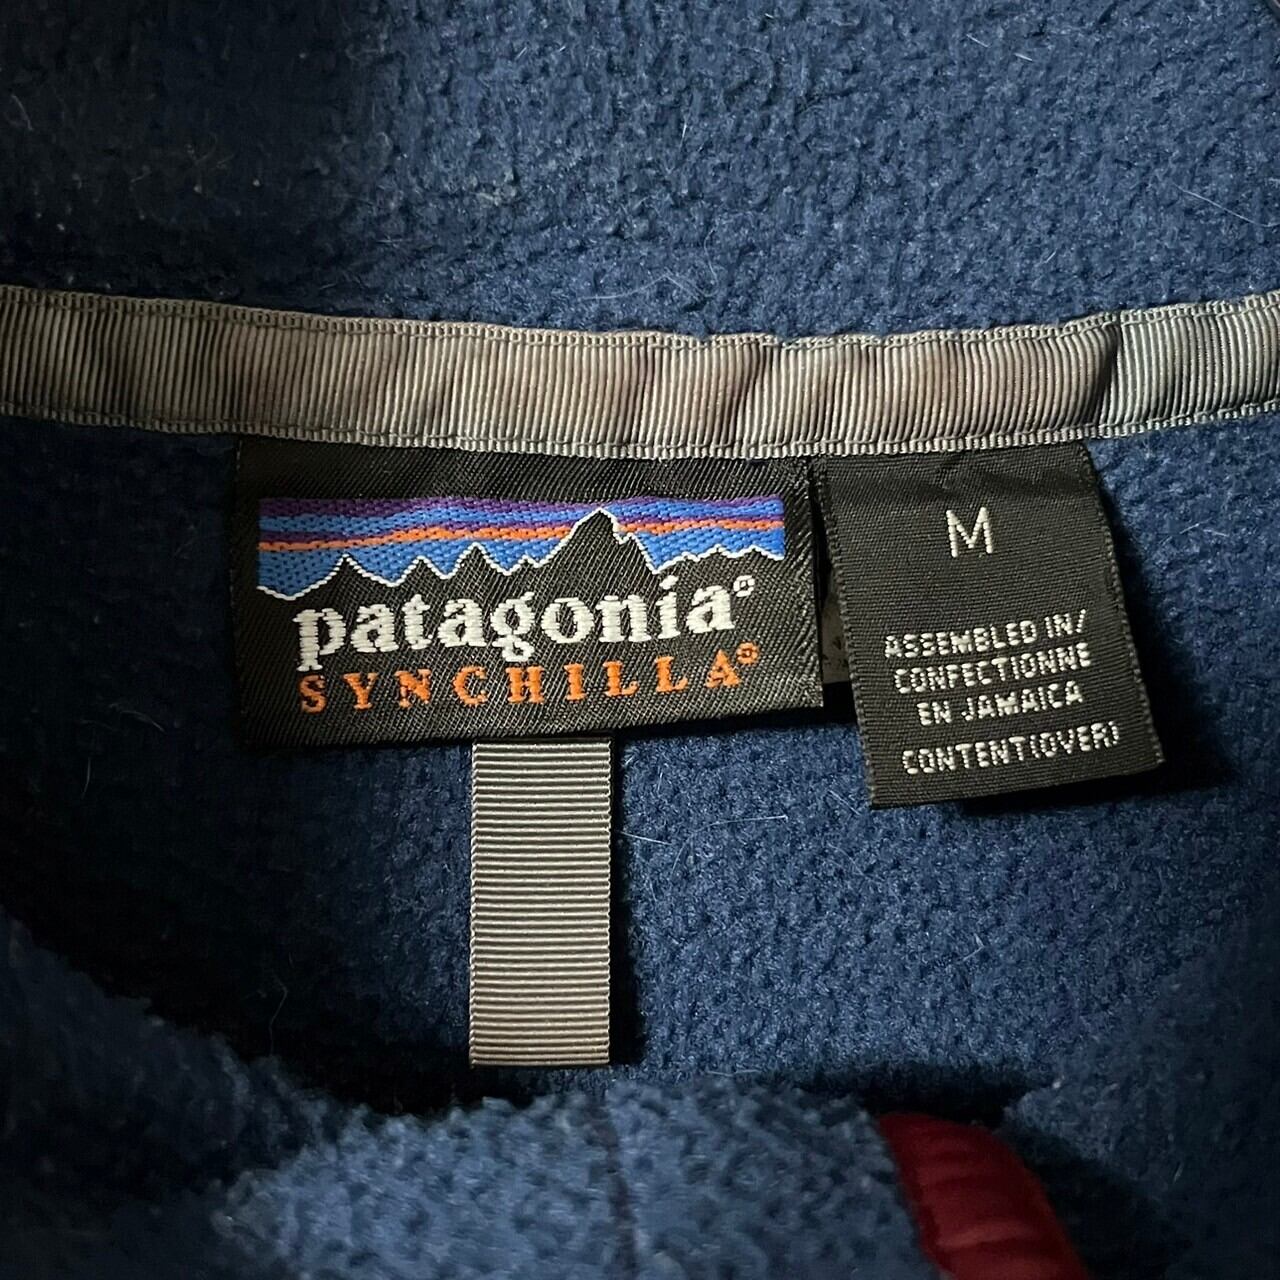 patagonia®
SYNCHILLA®
M
ASSEMBLED IN/
CONFECTIONNE
EN JAMAICA
CONTENT(OVER)